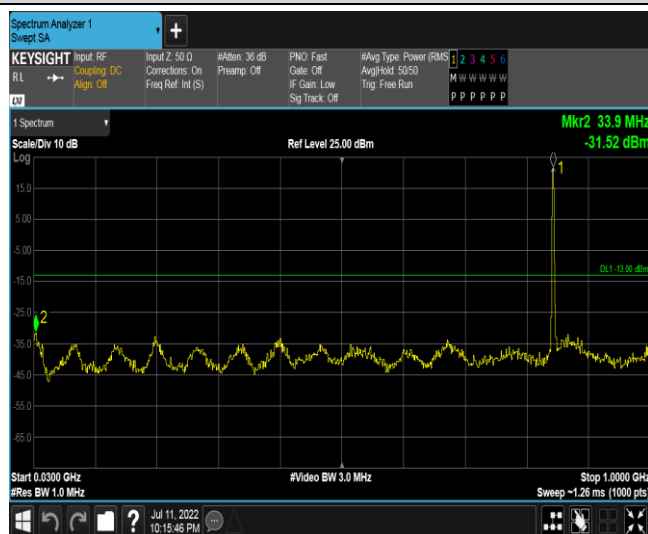 Spectrum Analyzer 1
Swept SA
+
KEYSIGHT
RL
LXI
Input: RF
Coupling: DC
Align: Off
Input Z: 50 Ω
Corrections: On
Freq Ref: Int (S)
#Atten: 36 dB
Preamp: Off
PNO: Fast
Gate: Off
IF Gain: Low
Sig Track: Off
#Avg Type: Power (RMS
Avg|Hold: 50/50
Trig: Free Run
1 2 3 4 5 6
M W W W W W
P P P P P P
1 Spectrum
Scale/Div 10 dB
Ref Level 25.00 dBm
Mkr2 33.9 MHz
-31.52 dBm
Log
1
15.0
5.00
-5.00
DL1 -13.00 dBm
-15.0
-25.0
2
-35.0
-45.0
-55.0
-65.0
Start 0.0300 GHz
#Video BW 3.0 MHz
Stop 1.0000 GHz
#Res BW 1.0 MHz
Sweep ~1.26 ms (1000 pts)
?
Jul 11, 2022
10:15:46 PM